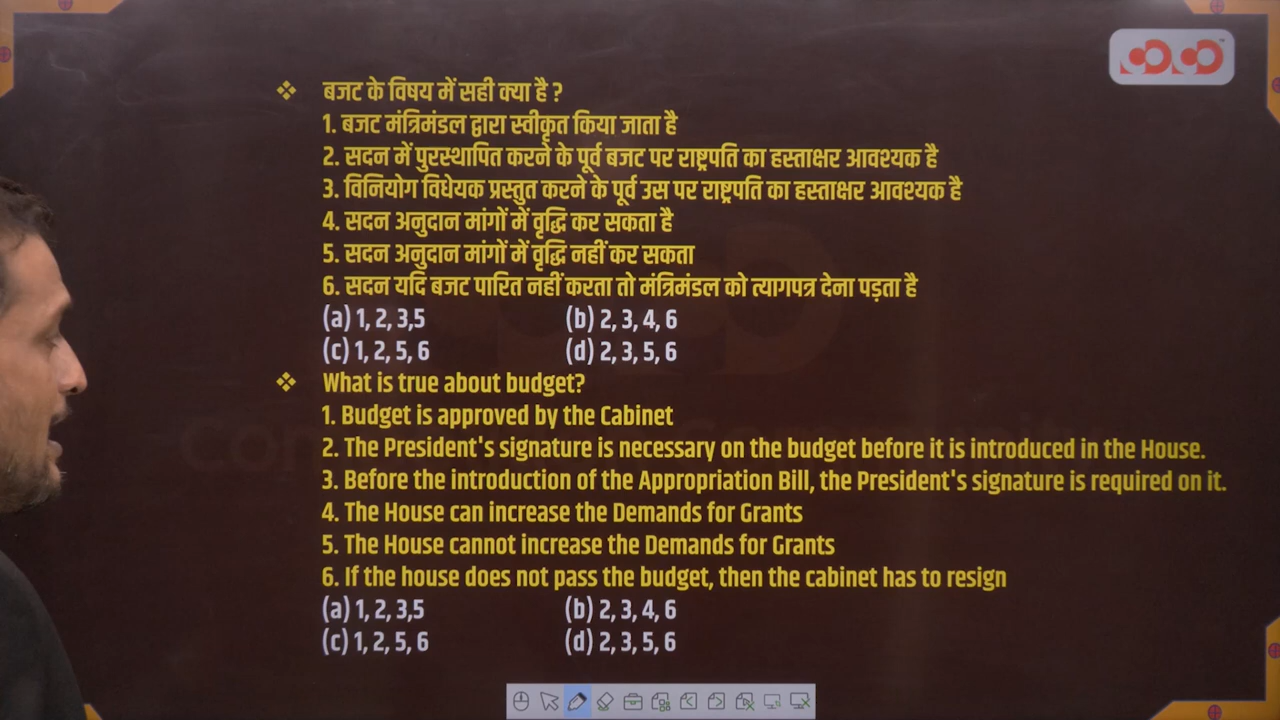 ❖ बजट के विषय में सही क्या है ?
1. बजट मंत्रिमंडल द्वारा स्वीकृत किया जाता है
2. सदन में पुरस्थापित करने के पूर्व बजट पर राष्ट्रपति का हस्ताक्षर आवश्यक है
3. विनियोग विधेयक प्रस्तुत करने के पूर्व उस पर राष्ट्रपति का हस्ताक्षर आवश्यक है
4. सदन अनुदान मांगों में वृद्धि कर सकता है
5. सदन अनुदान मांगों में वृद्धि नहीं कर सकता
6. सदन यदि बजट पारित नहीं करता तो मंत्रिमंडल को त्यागपत्र देना पड़ता है
(a) 1, 2, 3,5 (b) 2, 3, 4, 6
(c) 1, 2, 5, 6 (d) 2, 3, 5, 6
❖ What is true about budget?
1. Budget is approved by the Cabinet
2. The President's signature is necessary on the budget before it is introduced in the House.
3. Before the introduction of the Appropriation Bill, the President's signature is required on it.
4. The House can increase the Demands for Grants
5. The House cannot increase the Demands for Grants
6. If the house does not pass the budget, then the cabinet has to resign
(a) 1, 2, 3,5 (b) 2, 3, 4, 6
(c) 1, 2, 5, 6 (d) 2, 3, 5, 6